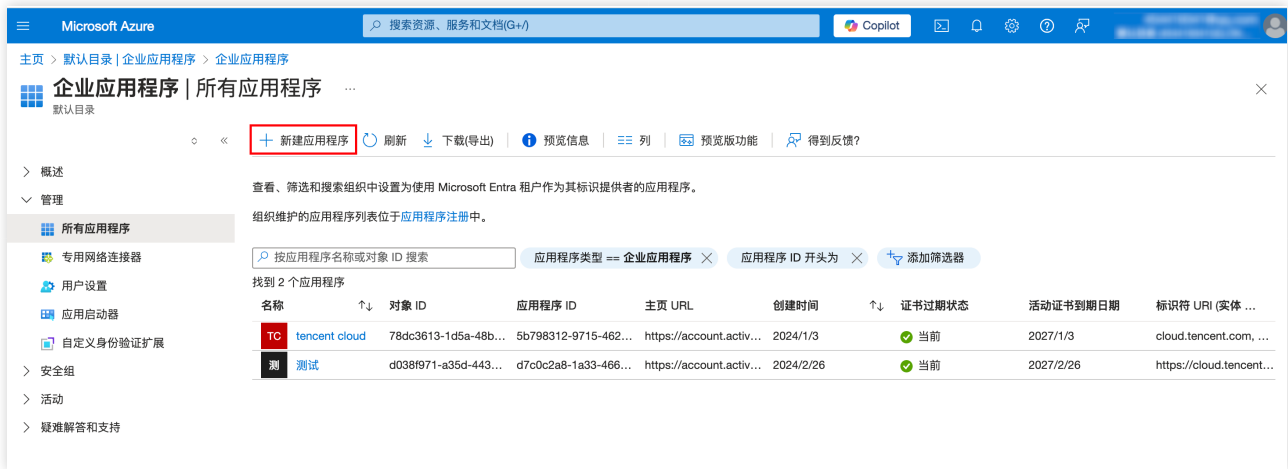 Microsoft Azure 搜索资源、服务和文档(G+/) Copilot
主页 > 默认目录 | 企业应用程序 > 企业应用程序
企业应用程序 | 所有应用程序 ...
默认目录
新建应用程序 刷新 下载(导出) 预览信息 列 预览版功能 得到反馈?
概述
管理
所有应用程序
专用网络连接器
用户设置
应用启动器
自定义身份验证扩展
安全组
活动
疑难解答和支持
查看、筛选和搜索组织中设置为使用 Microsoft Entra 租户作为其标识提供者的应用程序。
组织维护的应用程序列表位于应用程序注册中。
按应用程序名称或对象 ID 搜索 应用程序类型 == 企业应用程序 应用程序 ID 开头为 添加筛选器
找到 2 个应用程序
名称 对象 ID 应用程序 ID 主页 URL 创建时间 证书过期状态 活动证书到期日期 标识符 URI (实体 ...
TC tencent cloud 78dc3613-1d5a-48b... 5b798312-9715-462... https://account.activ... 2024/1/3 当前 2027/1/3 cloud.tencent.com, ...
测 测试 d038f971-a35d-443... d7c0c2a8-1a33-466... https://account.activ... 2024/2/26 当前 2027/2/26 https://cloud.tencent...